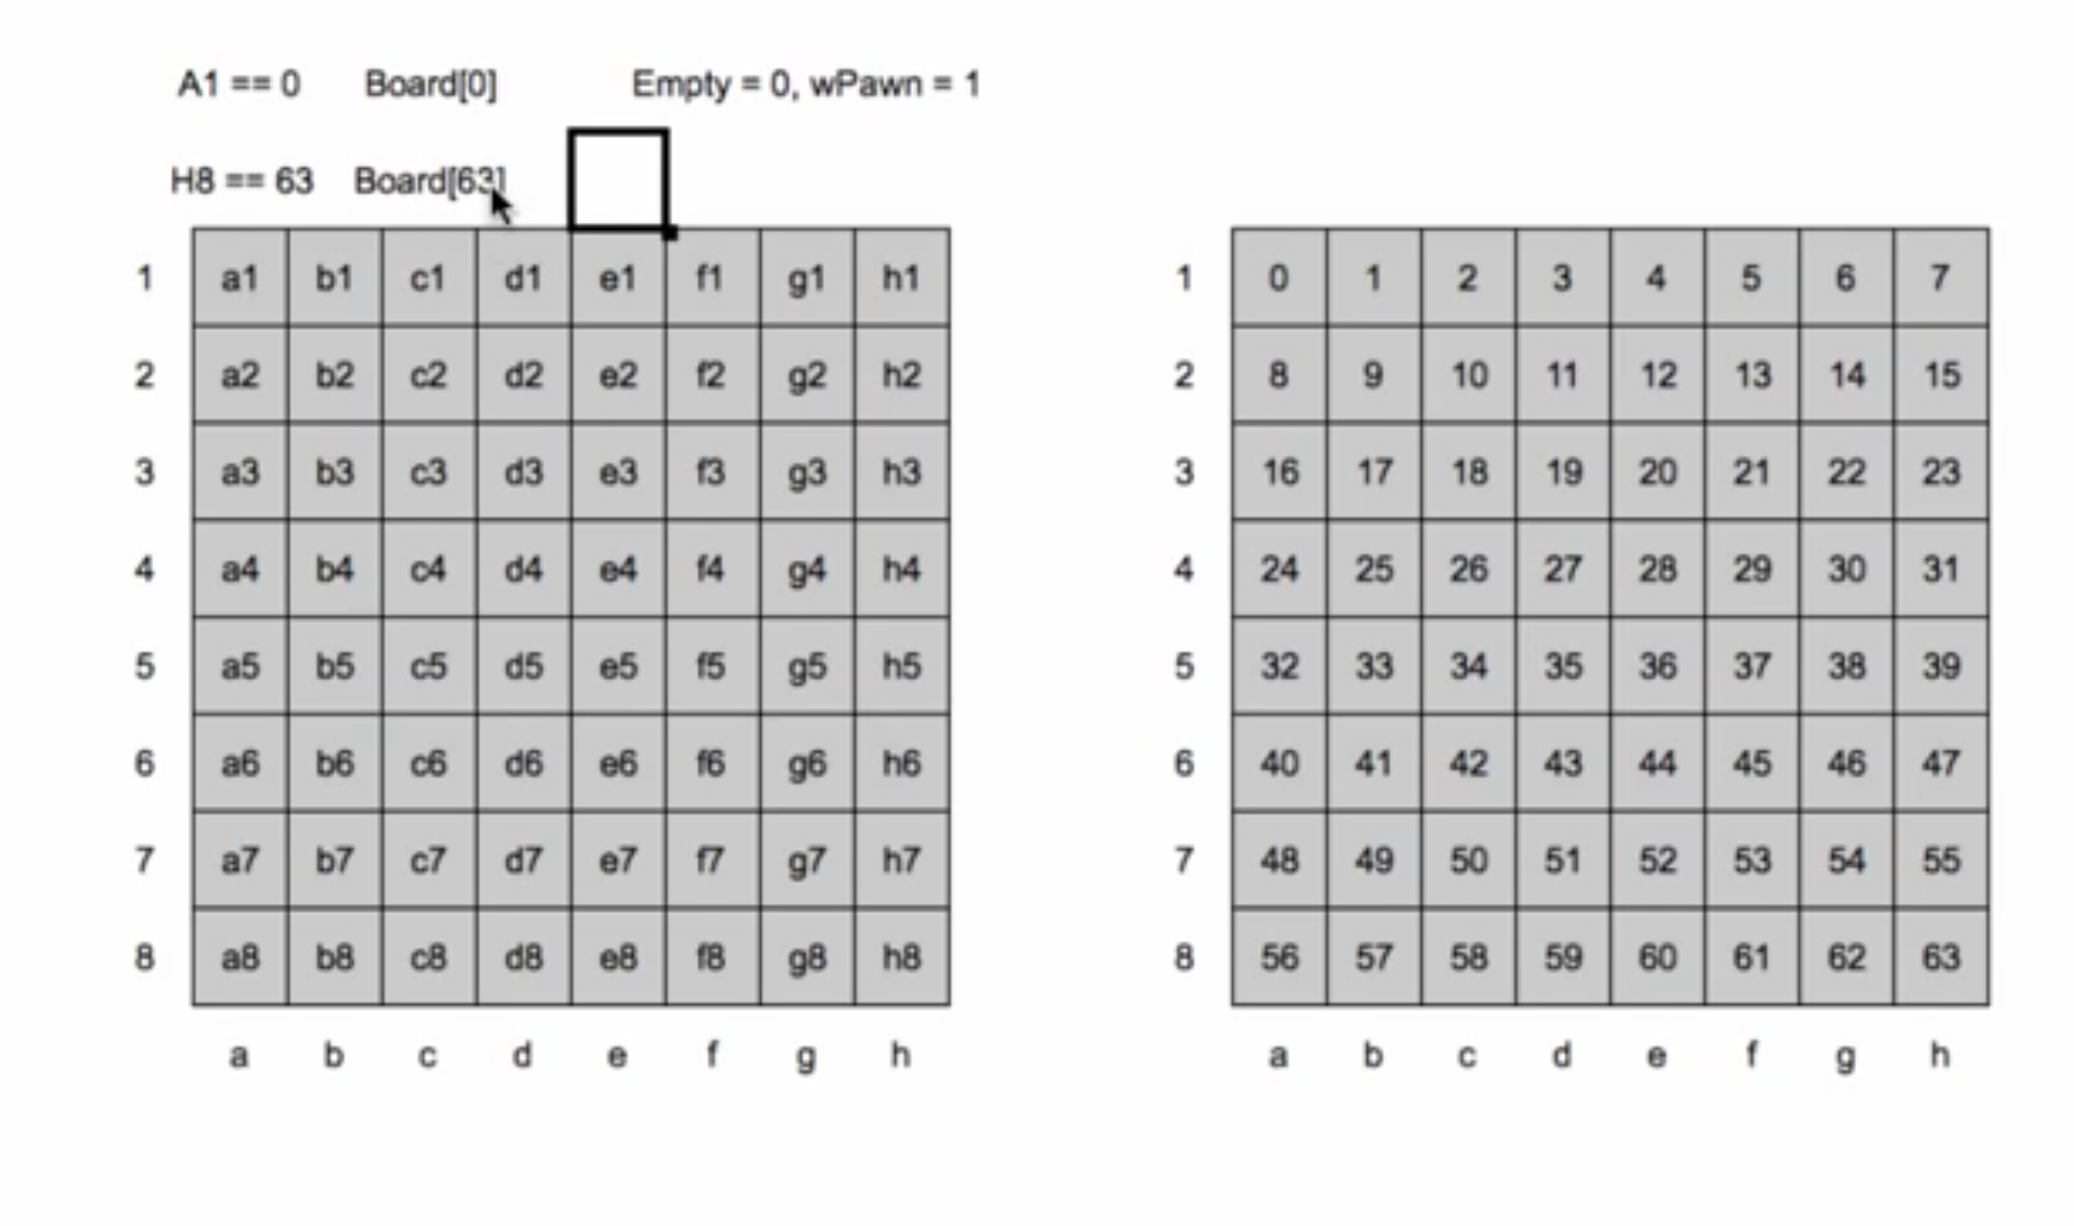 A1 == 0 Board[0] Empty = 0, wPawn = 1
H8 == 63 Board[63]
1 a1 b1 c1 d1 e1 f1 g1 h1
2 a2 b2 c2 d2 e2 f2 g2 h2
3 a3 b3 c3 d3 e3 f3 g3 h3
4 a4 b4 c4 d4 e4 f4 g4 h4
5 a5 b5 c5 d5 e5 f5 g5 h5
6 a6 b6 c6 d6 e6 f6 g6 h6
7 a7 b7 c7 d7 e7 f7 g7 h7
8 a8 b8 c8 d8 e8 f8 g8 h8
a b c d e f g h
1 0 1 2 3 4 5 6 7
2 8 9 10 11 12 13 14 15
3 16 17 18 19 20 21 22 23
4 24 25 26 27 28 29 30 31
5 32 33 34 35 36 37 38 39
6 40 41 42 43 44 45 46 47
7 48 49 50 51 52 53 54 55
8 56 57 58 59 60 61 62 63
a b c d e f g h